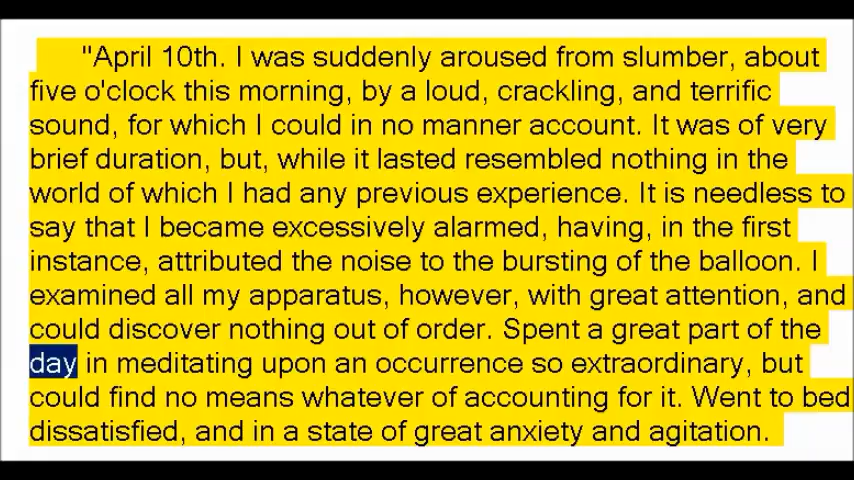 "April 10th. I was suddenly aroused from slumber, about
five o'clock this morning, by a loud, crackling, and terrific
sound, for which I could in no manner account. It was of very
brief duration, but, while it lasted resembled nothing in the
world of which I had any previous experience. It is needless to
say that I became excessively alarmed, having, in the first
instance, attributed the noise to the bursting of the balloon. I
examined all my apparatus, however, with great attention, and
could discover nothing out of order. Spent a great part of the
day in meditating upon an occurrence so extraordinary, but
could find no means whatever of accounting for it. Went to bed
dissatisfied, and in a state of great anxiety and agitation.